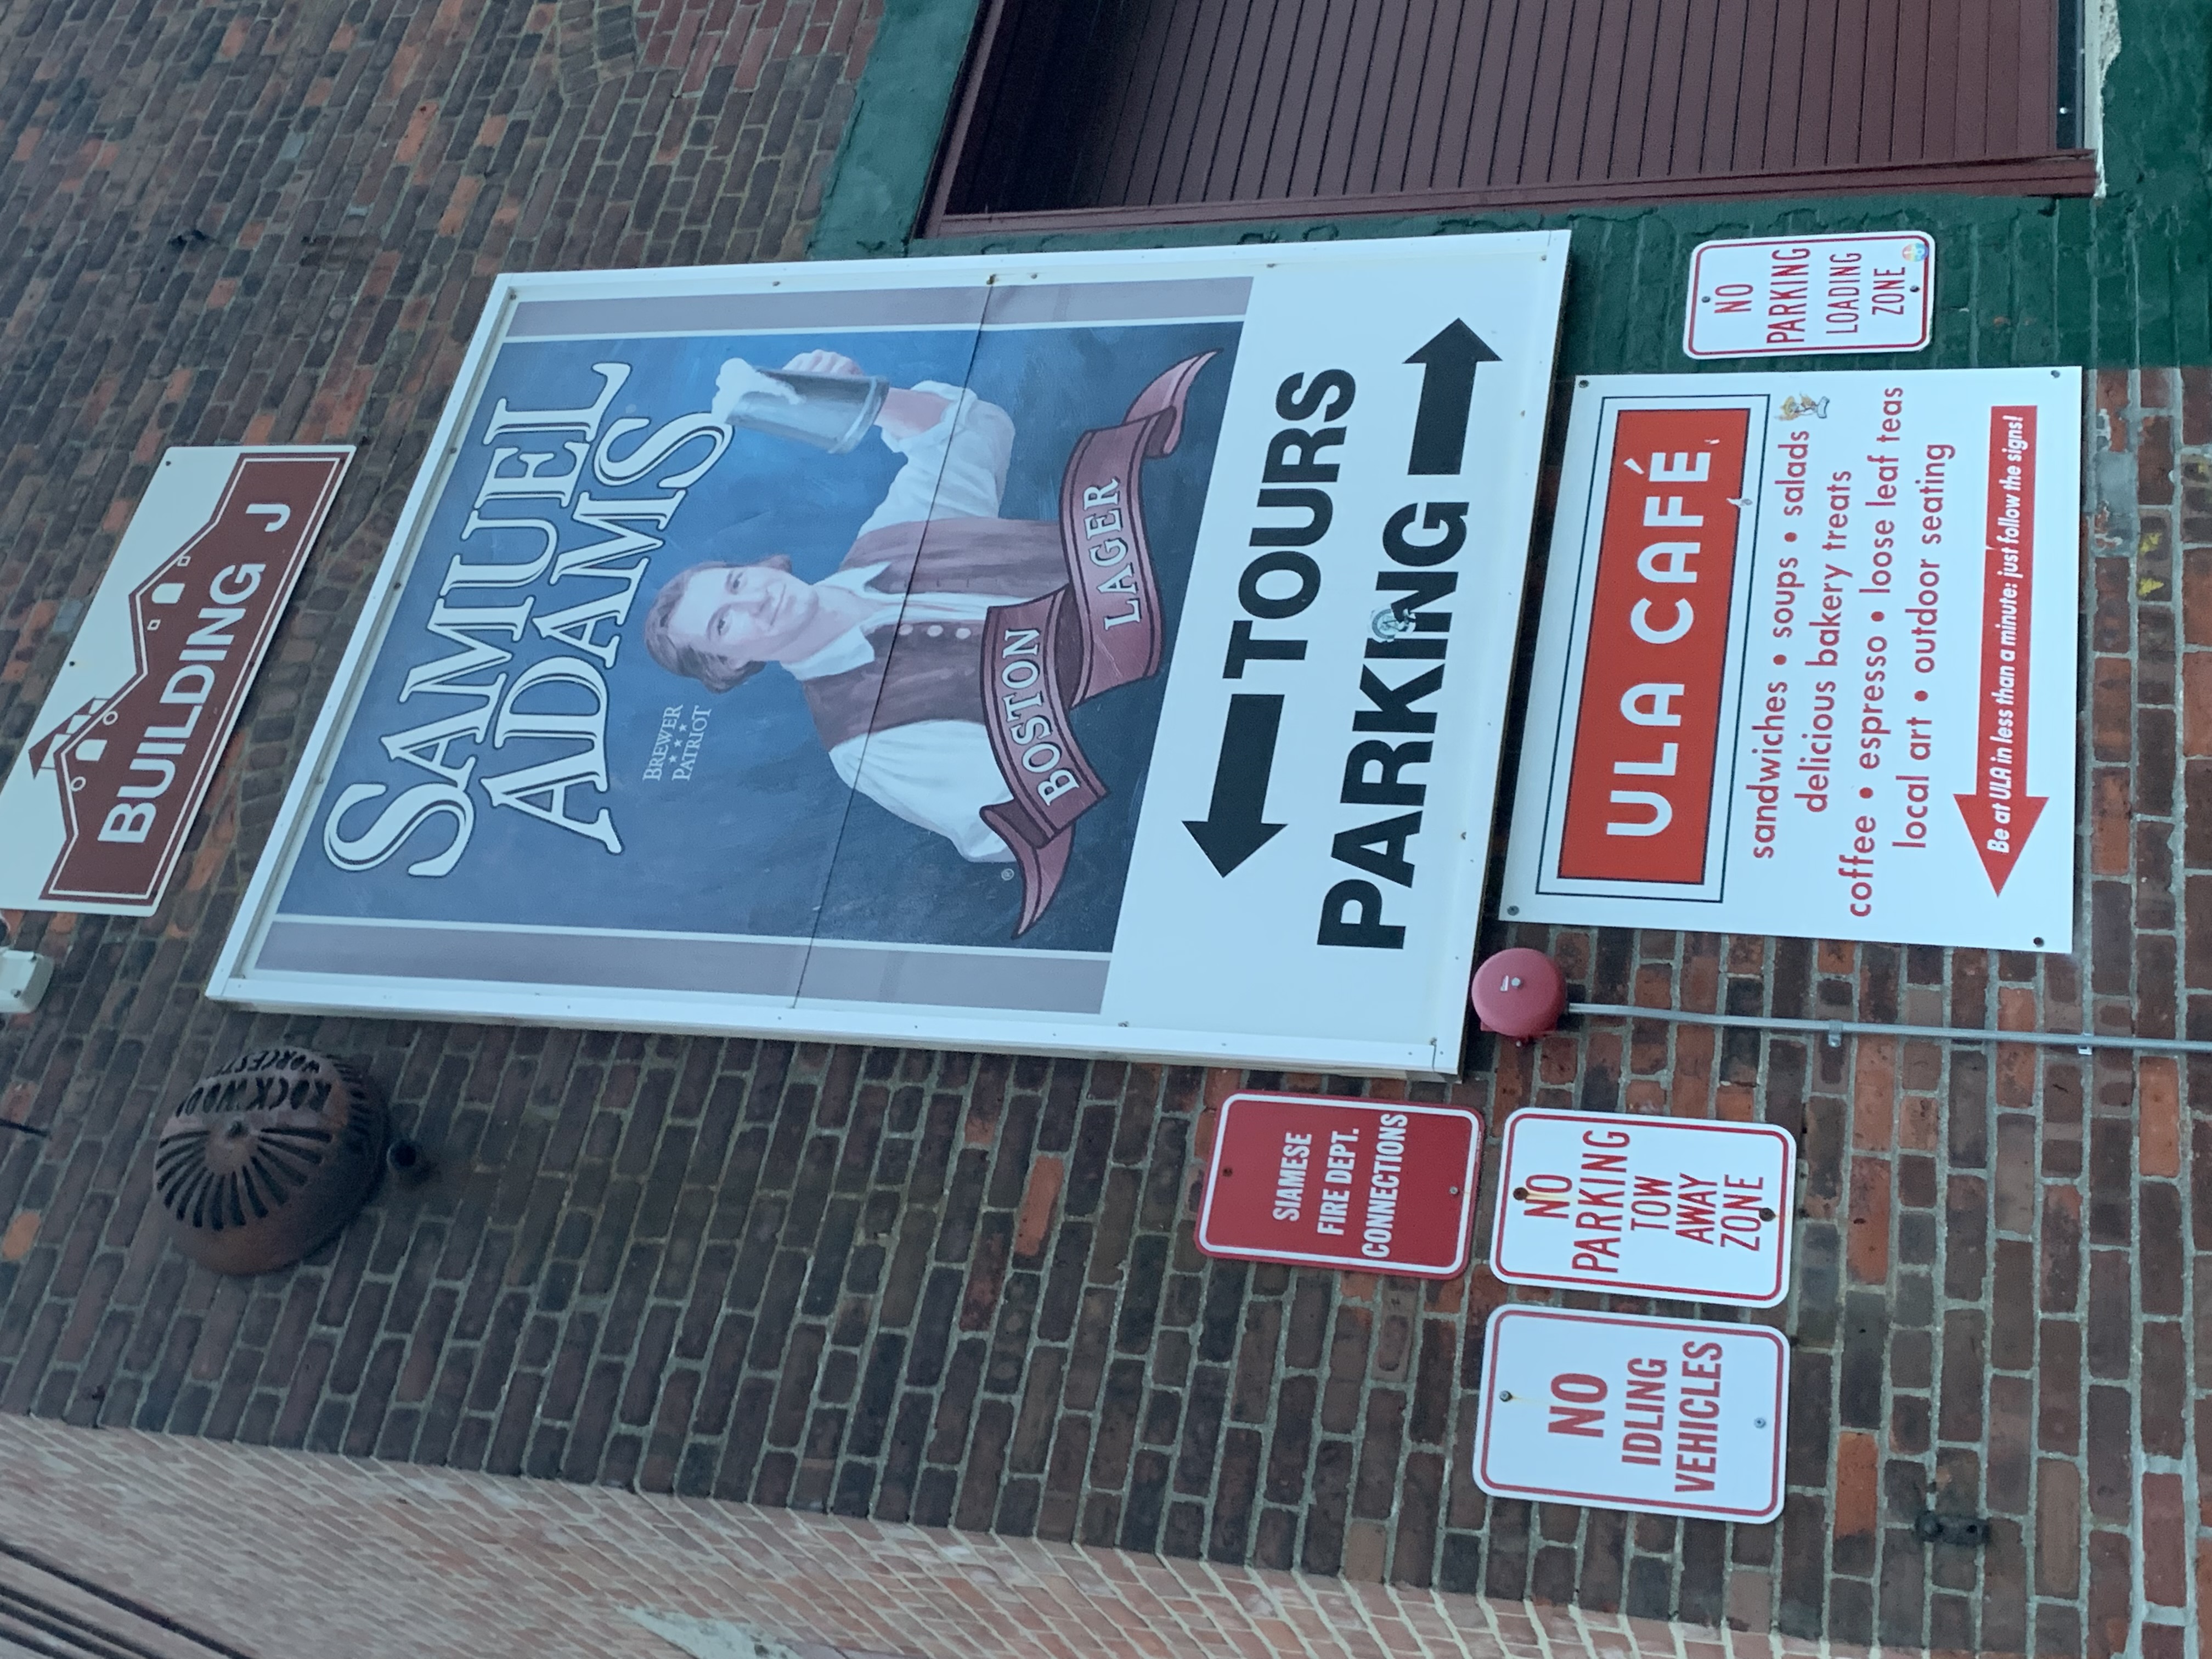 BUILDING J
SAMUEL
ADAMS
BREWER
PATRIOT
BOSTON LAGER
®
TOURS
PARKING
ULA CAFÉ
sandwiches • soups • salads
delicious bakery treats
coffee • espresso • loose leaf teas
local art • outdoor seating
Be at ULA in less than a minute: just follow the signs!
SIAMESE
FIRE DEPT.
CONNECTIONS
NO
PARKING
TOW
AWAY
ZONE
NO
IDLING
VEHICLES
NO
PARKING
LOADING
ZONE